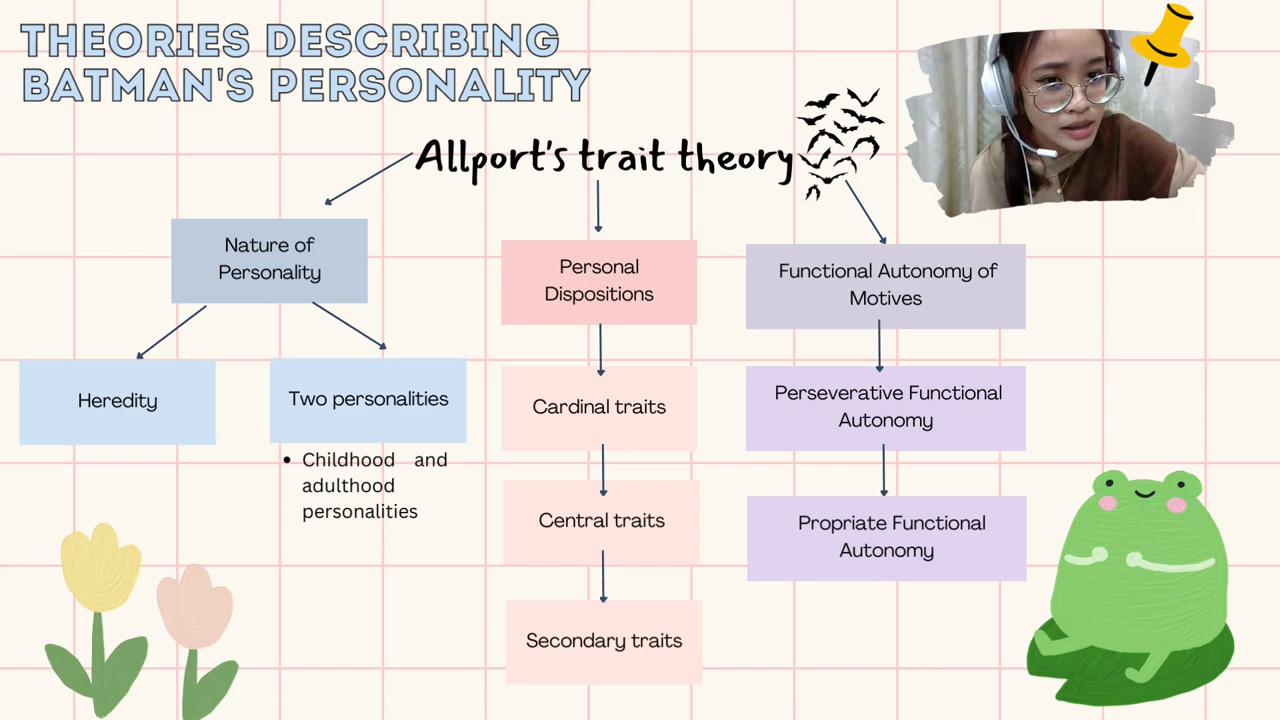 THEORIES DESCRIBING
BATMAN'S PERSONALITY
Allport's trait theory
Nature of
Personality
Heredity
Two personalities
• Childhood and
adulthood
personalities
Personal
Dispositions
Cardinal traits
Central traits
Secondary traits
Functional Autonomy of
Motives
Perseverative Functional
Autonomy
Propriate Functional
Autonomy